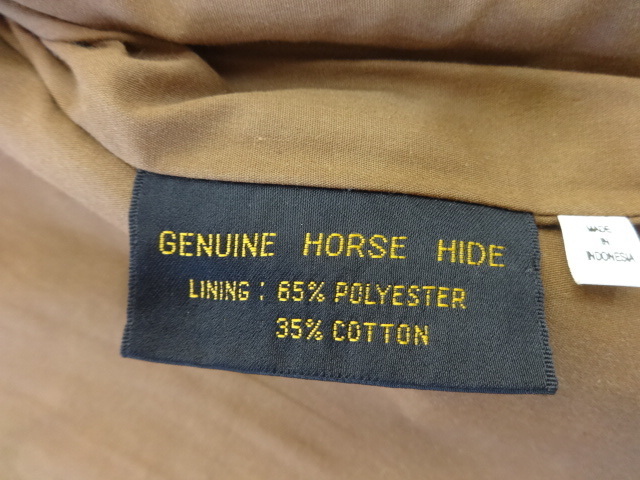 GENUINE HORSE HIDE
LINING : 65% POLYESTER
35% COTTON
MADE
IN
INDONESIA